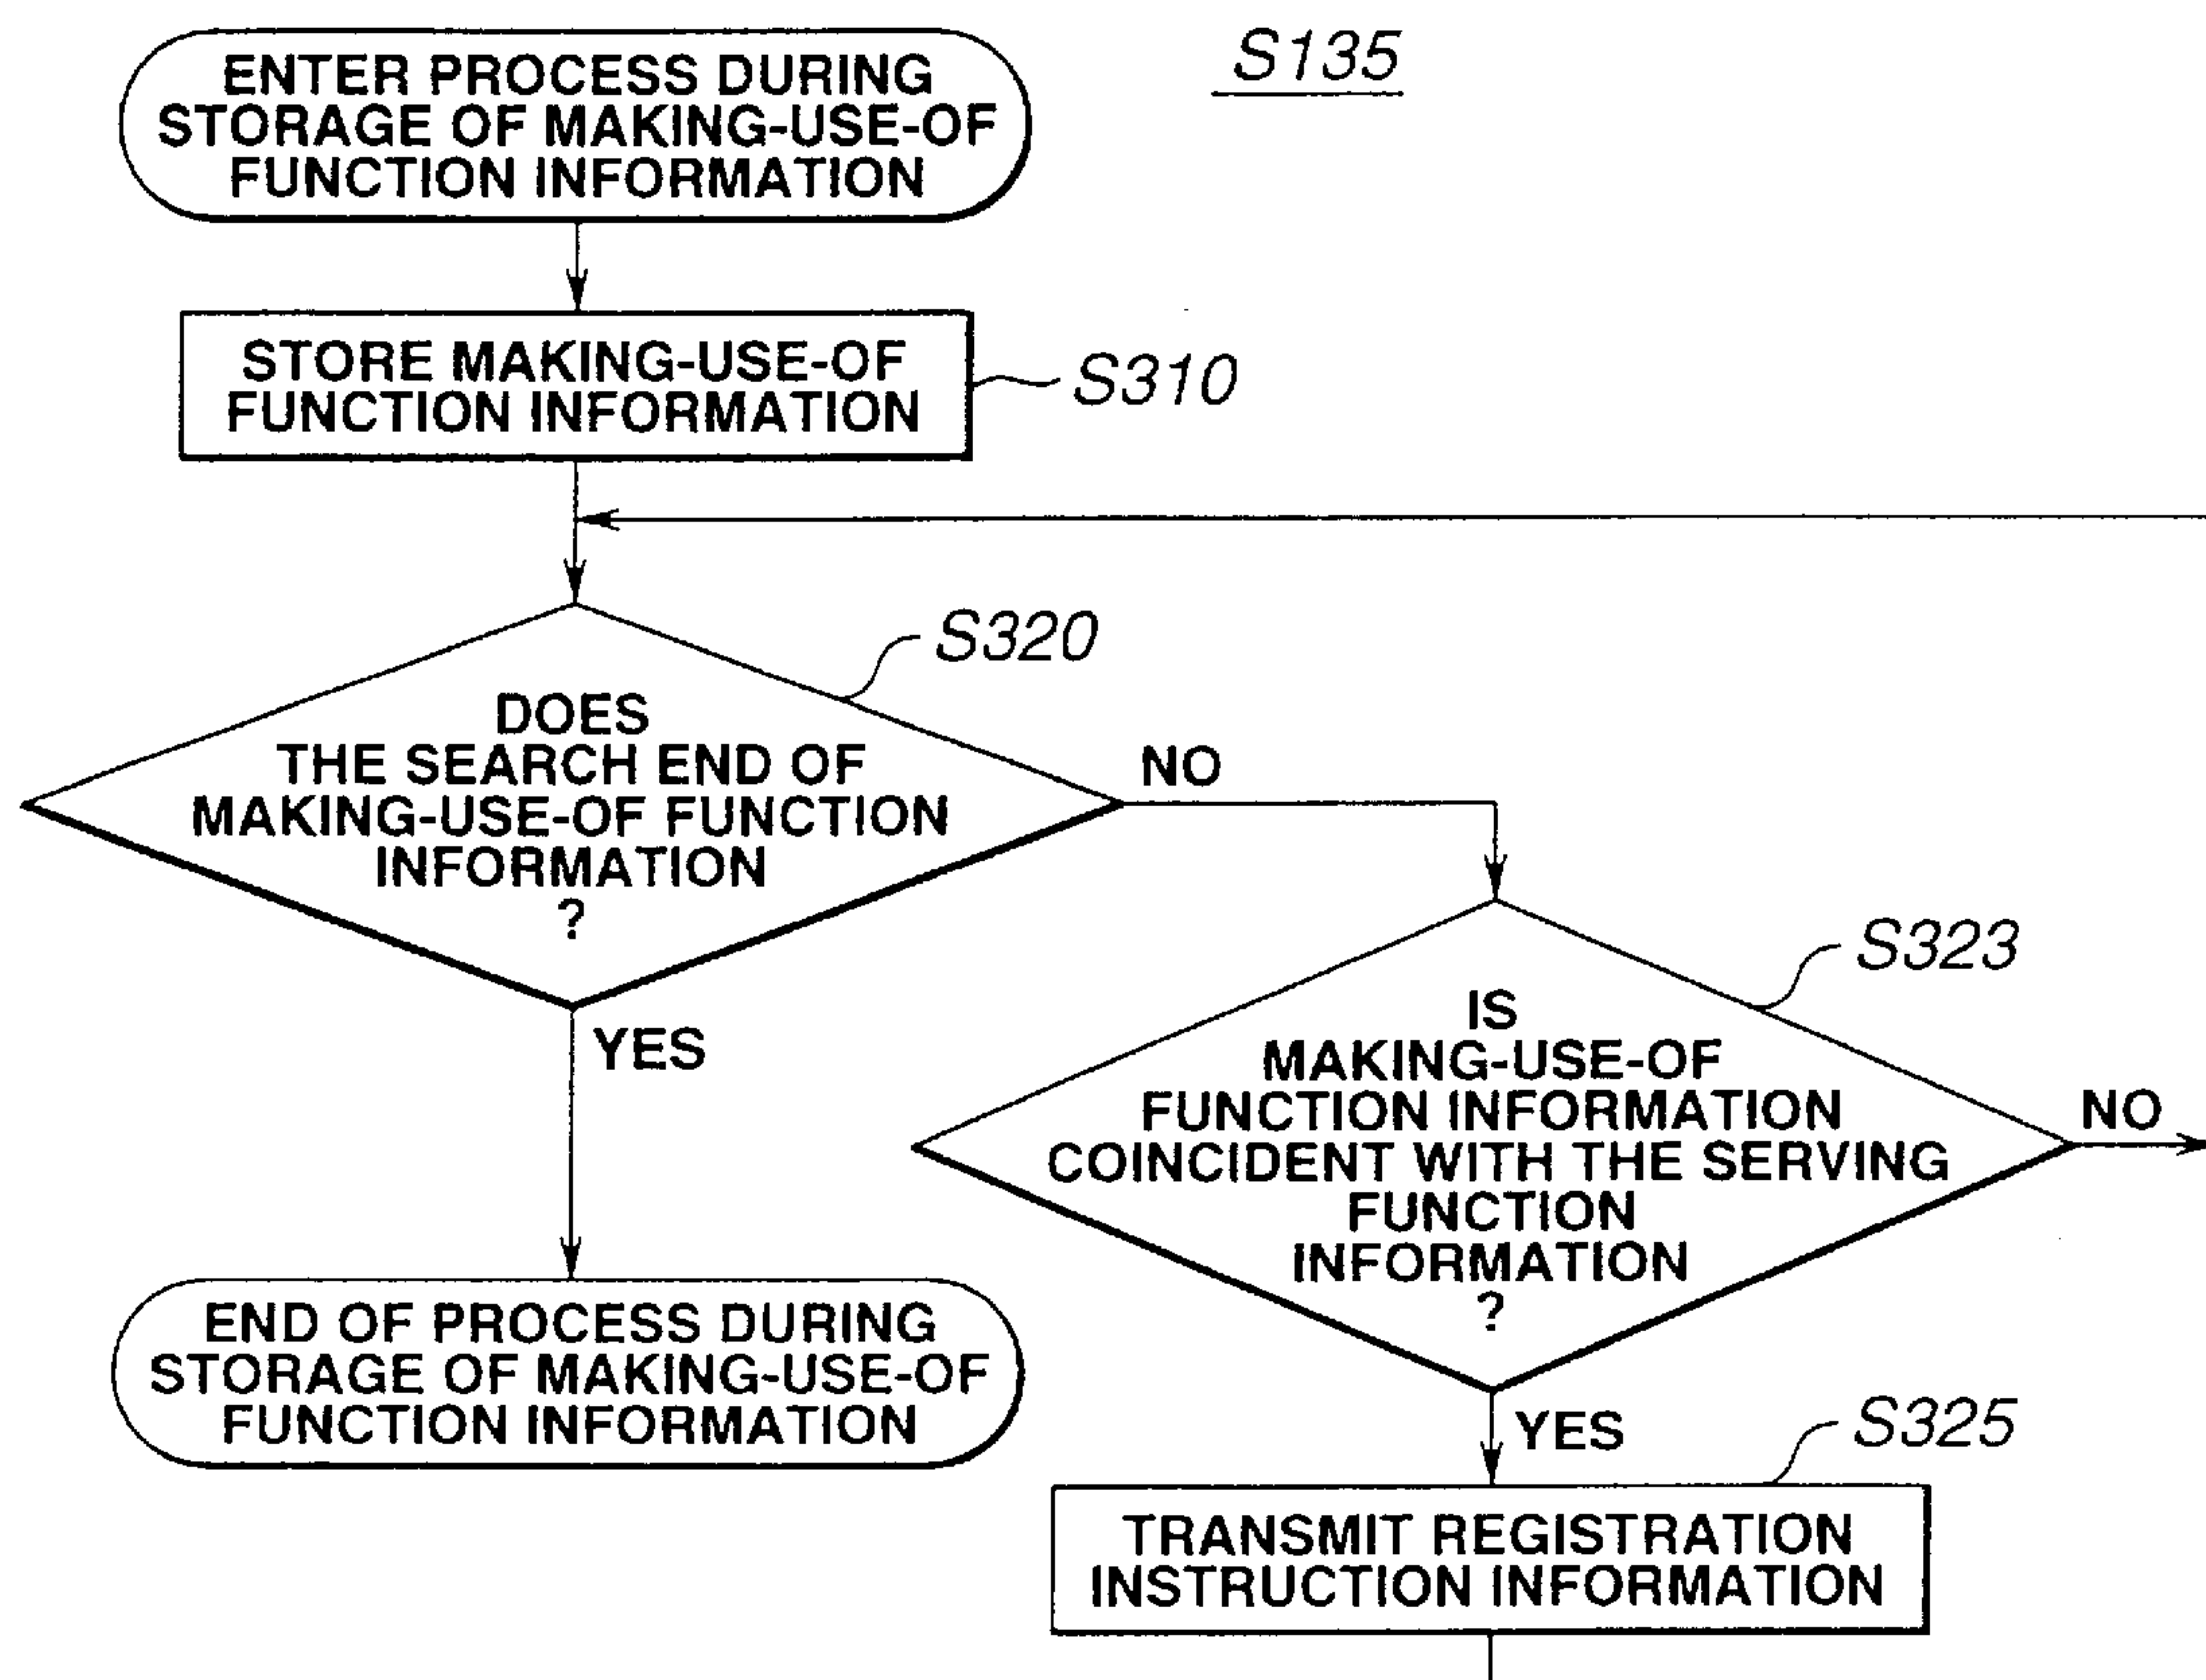 S135
ENTER PROCESS DURING
STORAGE OF MAKING-USE-OF
FUNCTION INFORMATION
STORE MAKING-USE-OF
FUNCTION INFORMATION
S310
S320
DOES
THE SEARCH END OF
MAKING-USE-OF FUNCTION
INFORMATION
?
NO
YES
S323
IS
MAKING-USE-OF
FUNCTION INFORMATION
COINCIDENT WITH THE SERVING
FUNCTION
INFORMATION
?
NO
YES
END OF PROCESS DURING
STORAGE OF MAKING-USE-OF
FUNCTION INFORMATION
S325
TRANSMIT REGISTRATION
INSTRUCTION INFORMATION